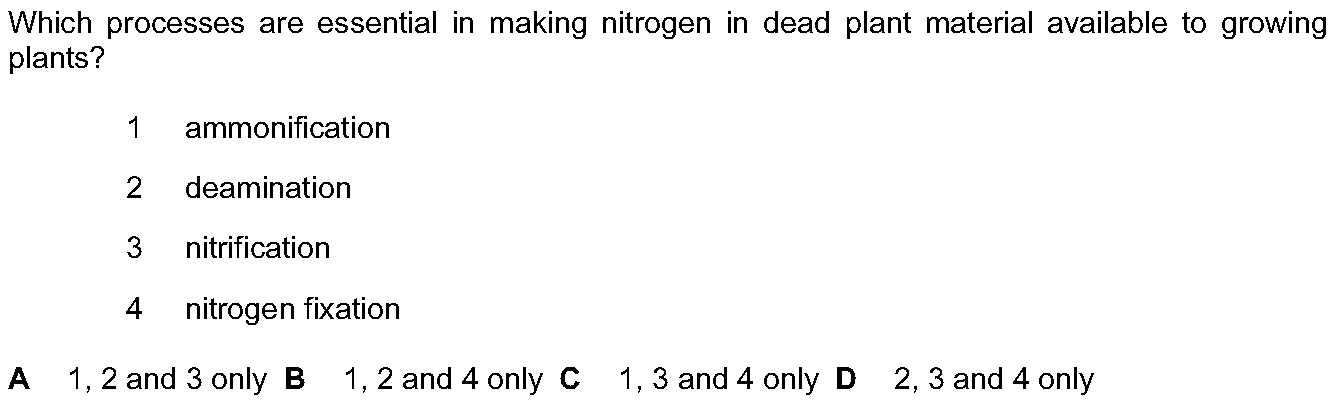 Which processes are essential in making nitrogen in dead plant material available to growing
plants?
1 ammonification
2 deamination
3 nitrification
4 nitrogen fixation
A 1, 2 and 3 only B 1, 2 and 4 only C 1, 3 and 4 only D 2, 3 and 4 only